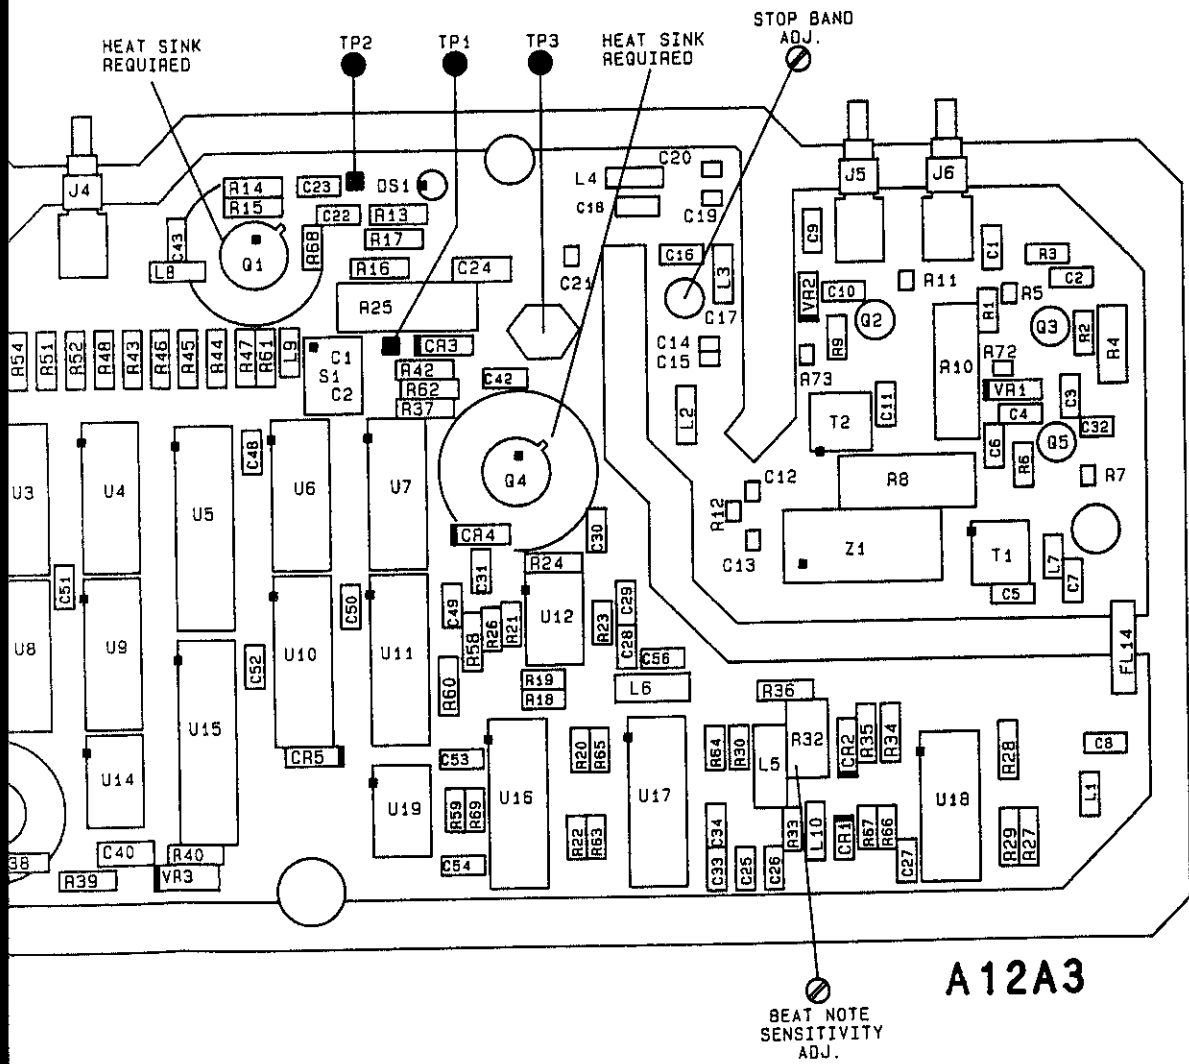 STOP BAND
ADJ.
HEAT SINK
REQUIRED
TP2
TP1
TP3
HEAT SINK
REQUIRED
J4
R14
R15
C23
C22
DS1
R13
R17
R16
C24
R25
C43
L8
Q1
R68
L4
C18
C20
C19
C21
C16
L3
C17
C14
C15
L2
J5
J6
C9
VR2
C10
Q2
R9
R73
R11
C1
R3
C2
R1
R5
Q3
R2
R4
R10
R72
VR1
C4
C3
C32
C6
R6
Q5
R7
T2
C11
R8
C12
R12
C13
Z1
T1
L7
C7
C5
FL14
R54
R51
R52
R48
R43
R46
R45
R44
R47
R61
L9
C1
S1
C2
CR3
R42
R62
R37
C42
Q4
U3
U4
U5
C48
U6
U7
CR4
C30
R24
C31
C51
U8
U9
C52
U10
C50
U11
C49
R58
R26
R21
U12
R23
C29
C28
C56
R60
R19
R18
L6
U15
U14
CR5
U19
C53
R59
R69
C54
U16
R20
R65
R22
R63
U17
R64
R30
L5
R36
R32
CR2
R35
R34
U18
R28
C8
L1
C34
C33
C25
C26
R33
L10
CR1
R67
R66
C27
R29
R27
38
C40
R40
R39
VR3
A12A3
BEAT NOTE
SENSITIVITY
ADJ.